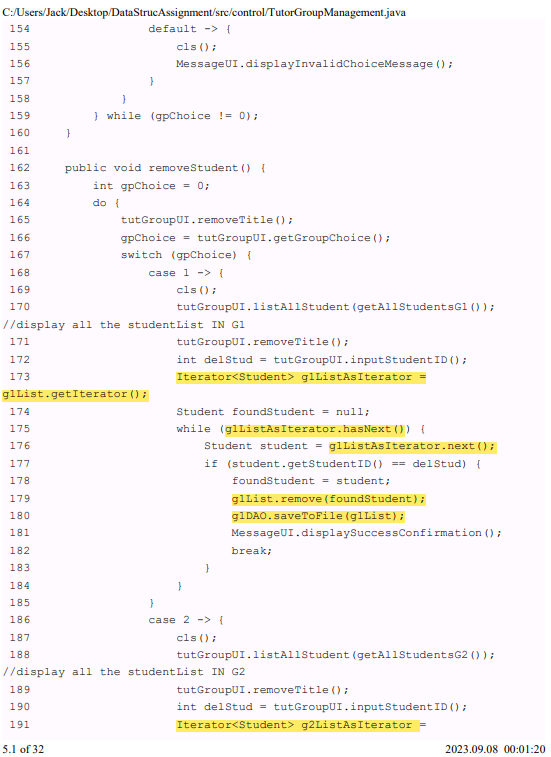 C:/Users/Jack/Desktop/DataStrucAssignment/src/control/TutorGroupManagement.java
154                 default -> {
155                     cls();
156                     MessageUI.displayInvalidChoiceMessage();
157                 }
158             }
159         } while (gpChoice != 0);
160     }
161
162     public void removeStudent() {
163         int gpChoice = 0;
164         do {
165             tutGroupUI.removeTitle();
166             gpChoice = tutGroupUI.getGroupChoice();
167             switch (gpChoice) {
168                 case 1 -> {
169                     cls();
170                     tutGroupUI.listAllStudent(getAllStudentsG1());
//display all the studentList IN G1
171                     tutGroupUI.removeTitle();
172                     int delStud = tutGroupUI.inputStudentID();
173                     Iterator<Student> g1ListAsIterator =
g1List.getIterator();
174                     Student foundStudent = null;
175                     while (g1ListAsIterator.hasNext()) {
176                         Student student = g1ListAsIterator.next();
177                         if (student.getStudentID() == delStud) {
178                             foundStudent = student;
179                             g1List.remove(foundStudent);
180                             g1DAO.saveToFile(g1List);
181                             MessageUI.displaySuccessConfirmation();
182                             break;
183                         }
184                     }
185                 }
186                 case 2 -> {
187                     cls();
188                     tutGroupUI.listAllStudent(getAllStudentsG2());
//display all the studentList IN G2
189                     tutGroupUI.removeTitle();
190                     int delStud = tutGroupUI.inputStudentID();
191                     Iterator<Student> g2ListAsIterator =
5.1 of 32 2023.09.08 00:01:20